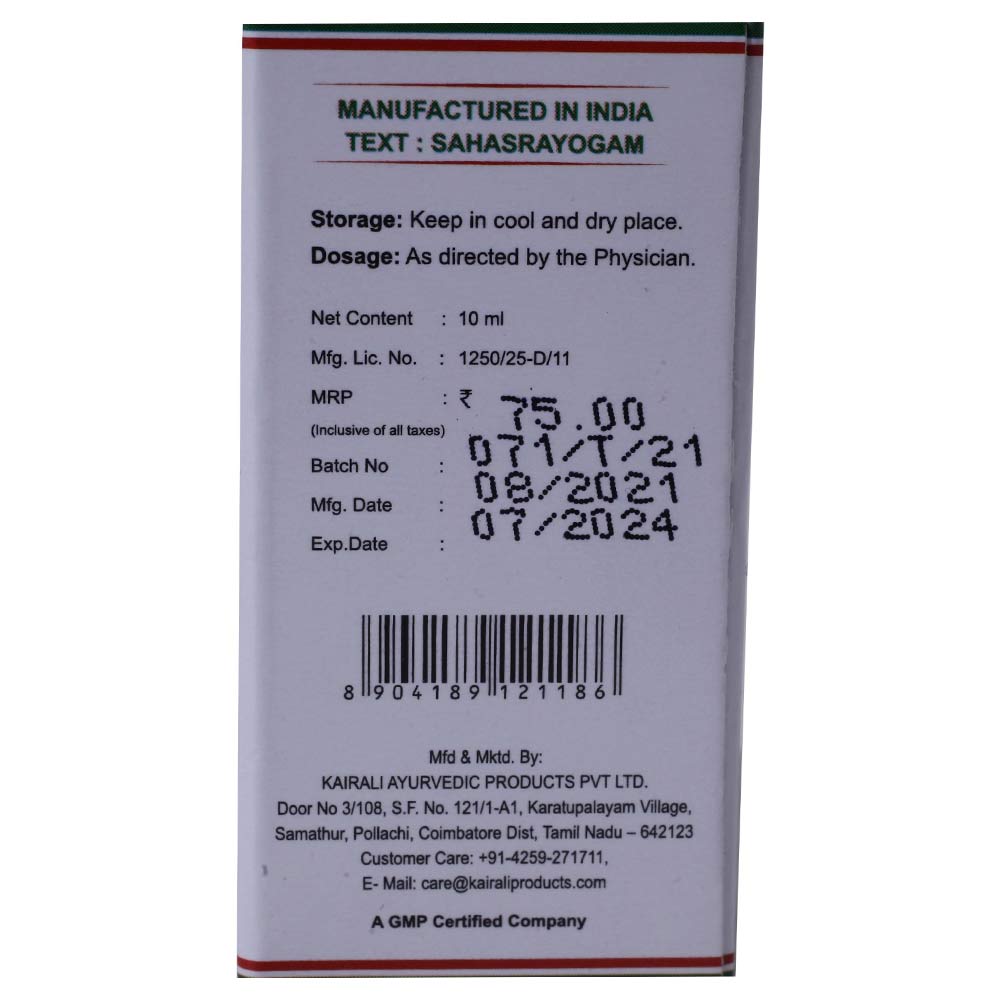 MANUFACTURED IN INDIA
TEXT : SAHASRAYOGAM
Storage: Keep in cool and dry place.
Dosage: As directed by the Physician.
Net Content : 10 ml
Mfg. Lic. No. : 1250/25-D/11
MRP : ₹ 75.00
(Inclusive of all taxes)
Batch No : 071/T/21
Mfg. Date : 08/2021
Exp.Date : 07/2024
8 904189 121186
Mfd & Mktd. By:
KAIRALI AYURVEDIC PRODUCTS PVT LTD.
Door No 3/108, S.F. No. 121/1-A1, Karatupalayam Village,
Samathur, Pollachi, Coimbatore Dist, Tamil Nadu – 642123
Customer Care: +91-4259-271711,
E- Mail: care@kairaliproducts.com
A GMP Certified Company